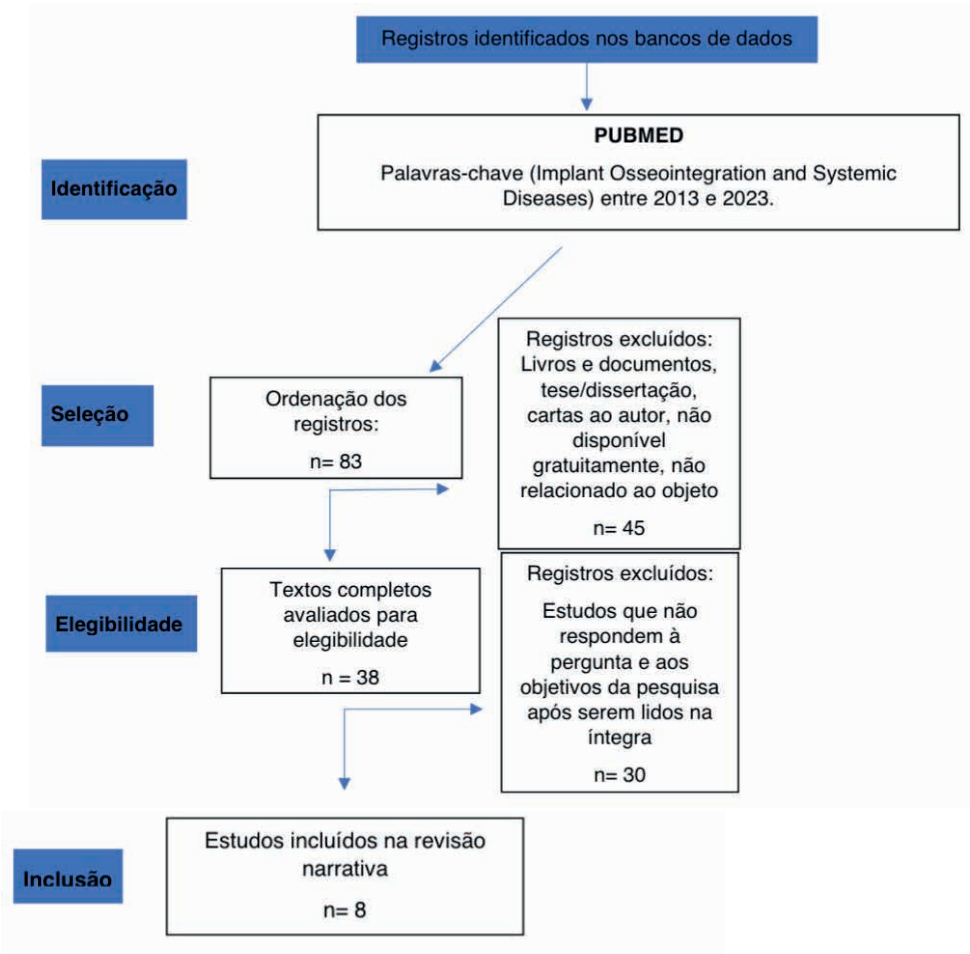 Registros identificados nos bancos de dados
PUBMED
Identificação
Palavras-chave (Implant Osseointegration and Systemic
Diseases) entre 2013 e 2023.
Seleção
Ordenação dos
registros:
n= 83
Registros excluídos:
Livros e documentos,
tese/dissertação,
cartas ao autor, não
disponível
gratuitamente, não
relacionado ao objeto
n= 45
Elegibilidade
Textos completos
avaliados para
elegibilidade
n = 38
Registros excluídos:
Estudos que não
respondem à
pergunta e aos
objetivos da pesquisa
após serem lidos na
íntegra
n= 30
Inclusão
Estudos incluídos na revisão
narrativa
n= 8